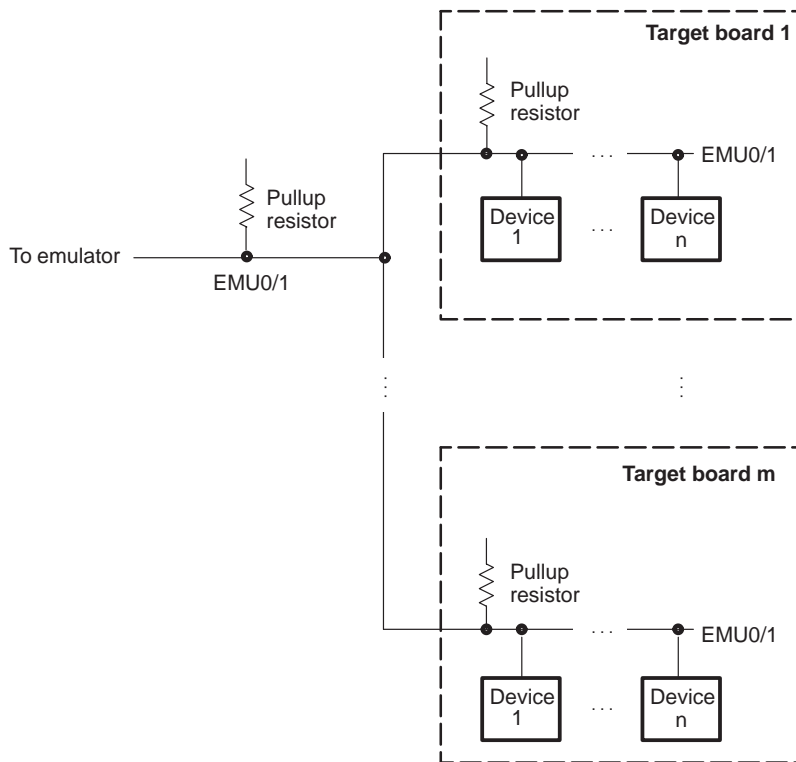 Target board 1
Pullup
resistor
EMU0/1
Device
1
. . .
Device
n
. . .
Pullup
resistor
To emulator
EMU0/1
. . .
. . .
Target board m
Pullup
resistor
. . .
EMU0/1
Device
1
. . .
Device
n